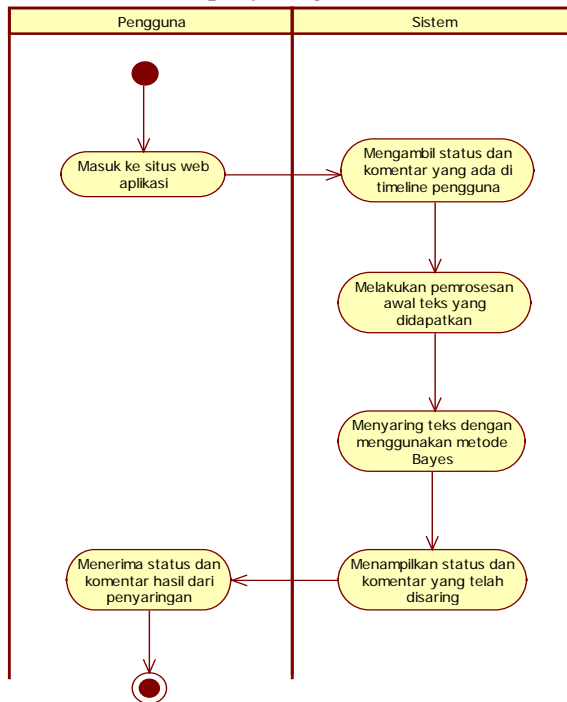 Pengguna
Sistem
Masuk ke situs web
aplikasi
Mengambil status dan
komentar yang ada di
timeline pengguna
Melakukan pemrosesan
awal teks yang
didapatkan
Menyaring teks dengan
menggunakan metode
Bayes
Menampilkan status dan
komentar yang telah
disaring
Menerima status dan
komentar hasil dari
penyaringan